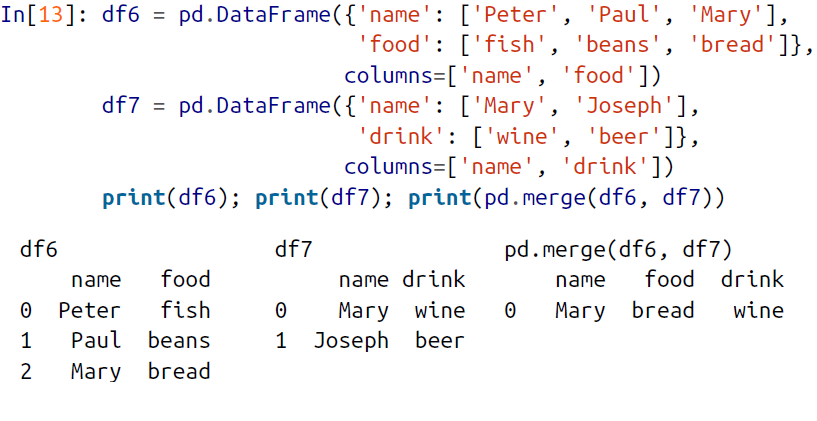 In[13]: df6 = pd.DataFrame({'name': ['Peter', 'Paul', 'Mary'],
'food': ['fish', 'beans', 'bread']},
columns=['name', 'food'])
df7 = pd.DataFrame({'name': ['Mary', 'Joseph'],
'drink': ['wine', 'beer']},
columns=['name', 'drink'])
print(df6); print(df7); print(pd.merge(df6, df7))
df6 df7 pd.merge(df6, df7)
name food name drink name food drink
0 Peter fish 0 Mary wine 0 Mary bread wine
1 Paul beans 1 Joseph beer
2 Mary bread